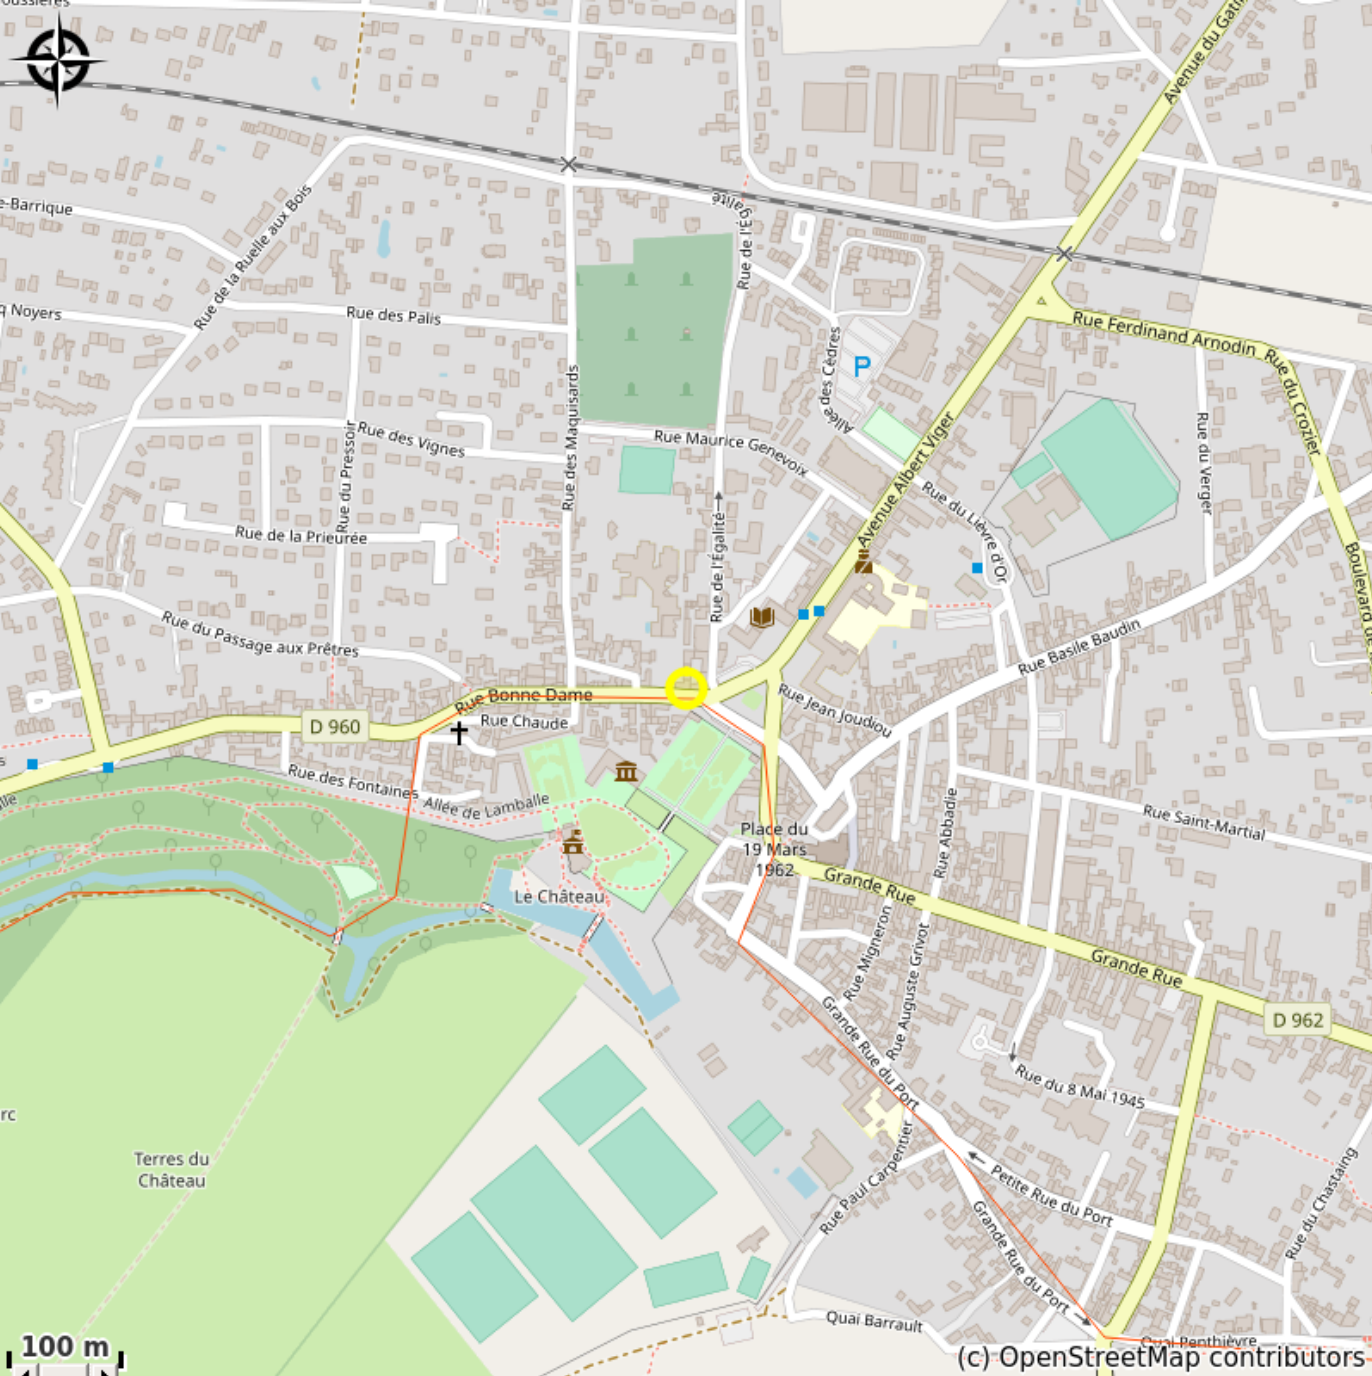 Avenue du Gatin
e-Barrique
Rue de la Ruelle aux Bois
q Noyers
Rue des Palis
Rue de l'Égalité
Rue Ferdinand Arnodin
Rue du Crozier
Allée des Cèdres
P
Rue des Maquisards
Rue Maurice Genevoix
Rue des Vignes
Rue du Pressoir
Avenue Albert Viger
Rue du Verger
Rue du Lièvre d'Or
Rue de la Prieurée
Rue de l'Égalité
Boulevard de
Rue du Passage aux Prêtres
Rue Basile Baudin
Rue Bonne Dame
Rue Jean Joudiou
Rue Chaude
D 960
Rue des Fontaines
Allée de Lamballe
Rue Saint-Martial
Rue Abbadie
Place du
19 Mars
1962
Grande Rue
Le Château
Rue Migneron
Rue Auguste Grivot
Grande Rue
D 962
Grande Rue du Port
Rue du 8 Mai 1945
rc
Terres du
Château
Rue Paul Carpentier
Petite Rue du Port
Rue du Chastaing
Grande Rue du Port
Quai Barrault
Quai Penthièvre
100 m
(c) OpenStreetMap contributors